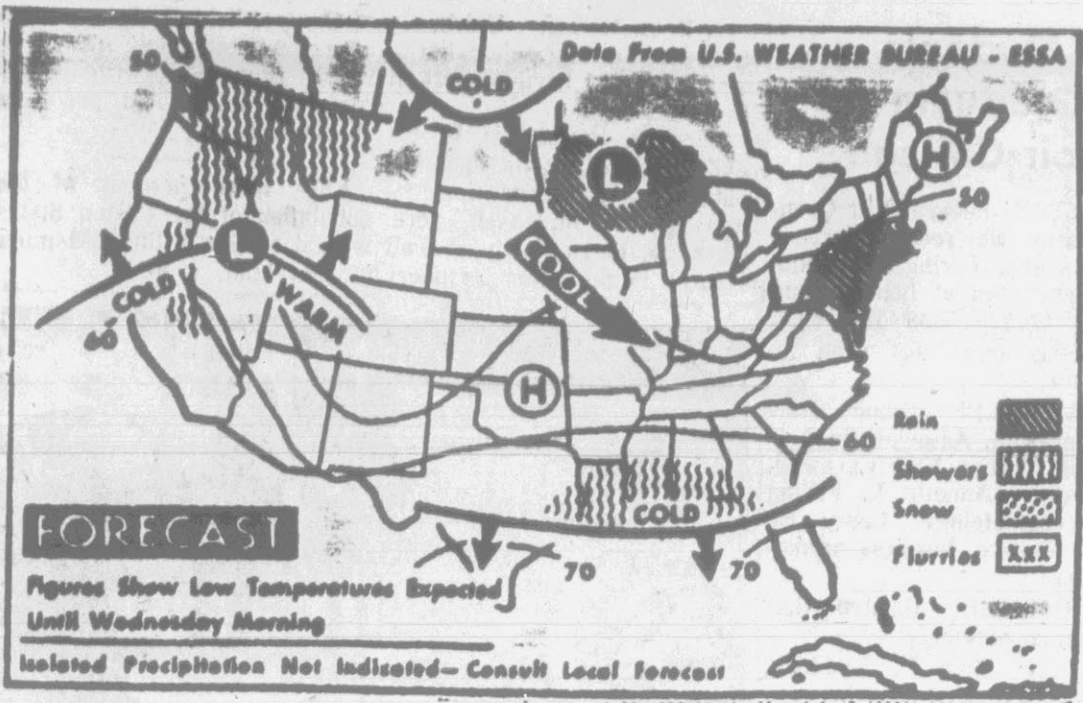 Data From U.S. WEATHER BUREAU - ESSA
50
COLD
L
H
50
L
COOL
COLD
WARM
60
H
60
Rain
Showers
Snow
Flurries
XXX
COLD
70
70
FORECAST
Figures Show Low Temperatures Expected
Until Wednesday Morning
Isolated Precipitation Not Indicated— Consult Local Forecast